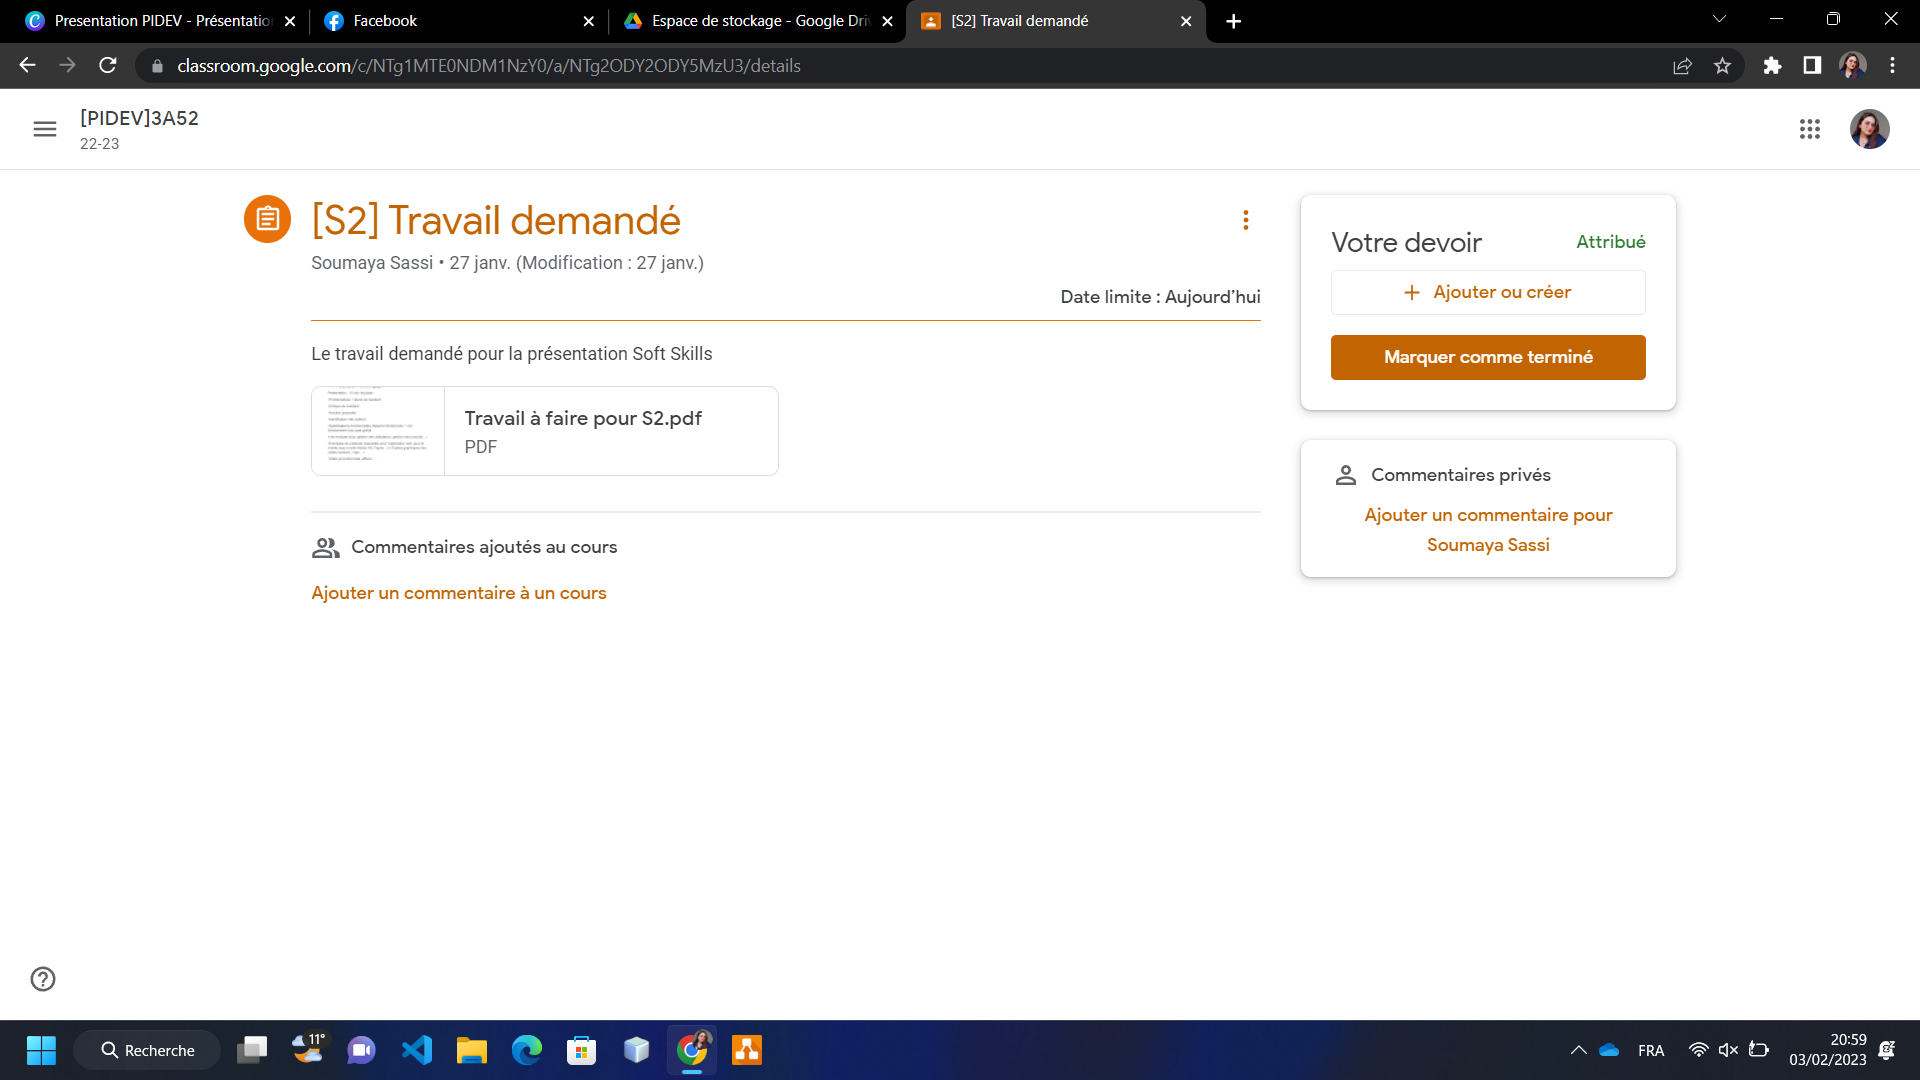 Presentation PIDEV - Présentation
Facebook
Espace de stockage - Google Driv
[S2] Travail demandé
classroom.google.com/c/NTg1MTE0NDM1NzY0/a/NTg2ODY2ODY5MzU3/details
[PIDEV]3A52
22-23
[S2] Travail demandé
Soumaya Sassi • 27 janv. (Modification : 27 janv.)
Date limite : Aujourd’hui
Le travail demandé pour la présentation Soft Skills
Travail à faire pour S2.pdf
PDF
Commentaires ajoutés au cours
Ajouter un commentaire à un cours
Votre devoir
Attribué
Ajouter ou créer
Marquer comme terminé
Commentaires privés
Ajouter un commentaire pour
Soumaya Sassi
Recherche
11°
FRA
20:59
03/02/2023